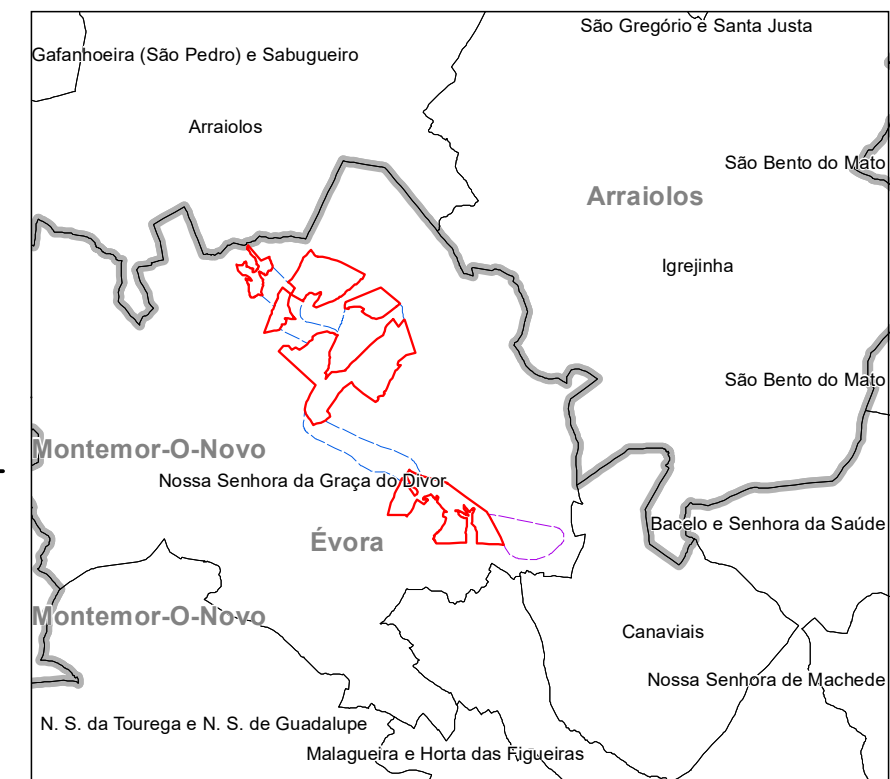 São Gregório e Santa Justa
Gafanhoeira (São Pedro) e Sabugueiro
Arraiolos
São Bento do Mato
Arraiolos
Igrejinha
São Bento do Mato
Montemor-O-Novo
Nossa Senhora da Graça do Divor
Bacelo e Senhora da Saúde
Évora
Montemor-O-Novo
Canaviais
Nossa Senhora de Machede
N. S. da Tourega e N. S. de Guadalupe
Malagueira e Horta das Figueiras